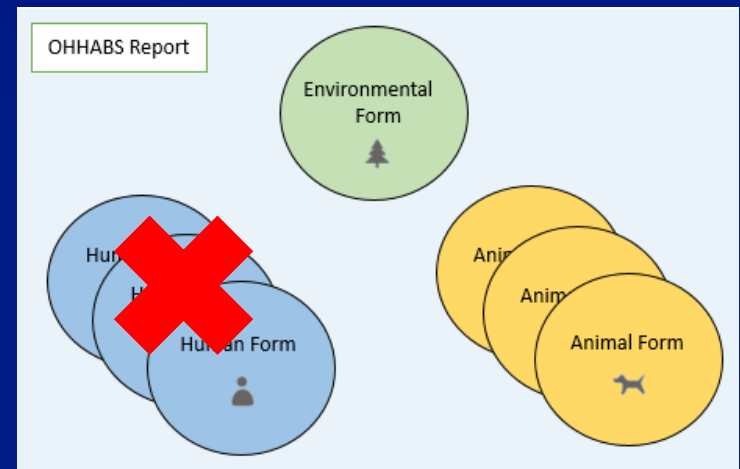 OHHABS Report
Environmental
Form
Human Form
Animal Form